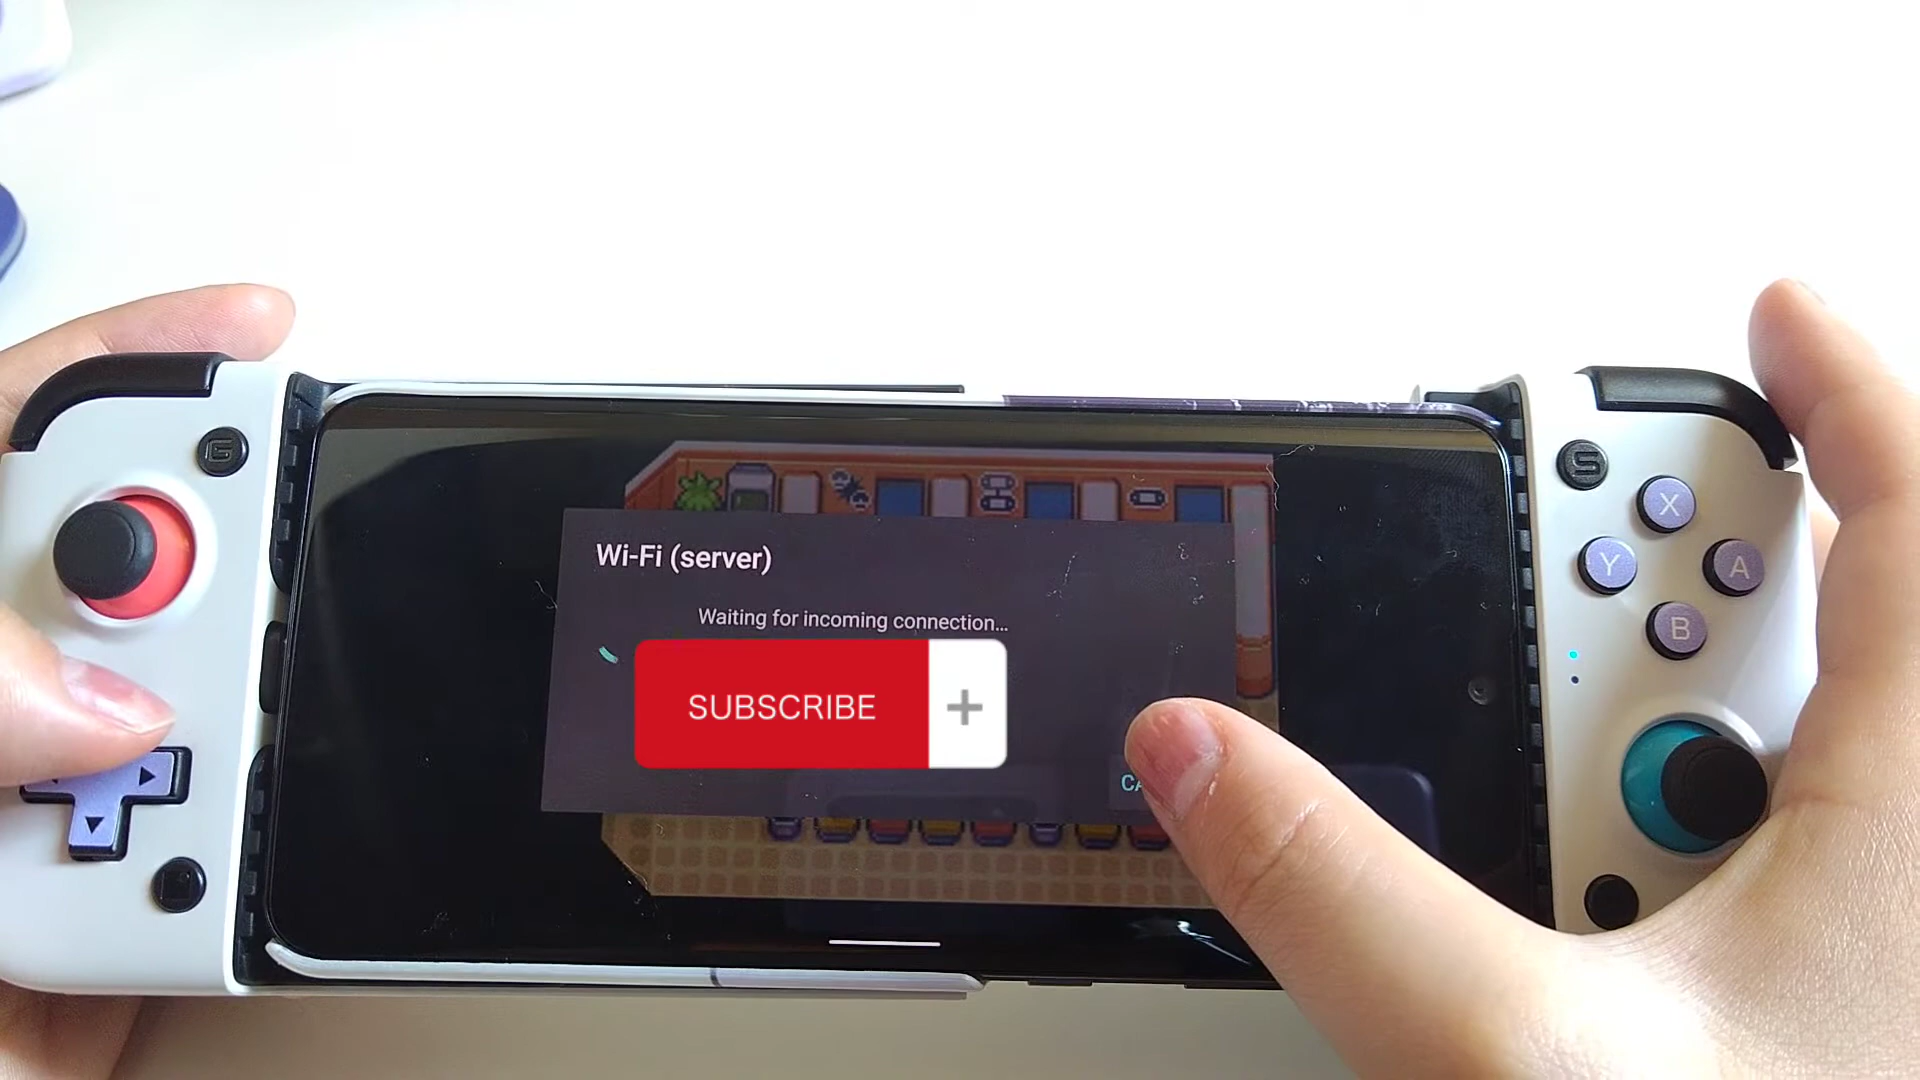 Wi-Fi (server)
Waiting for incoming connection...
SUBSCRIBE +
G
S
X
Y
A
B